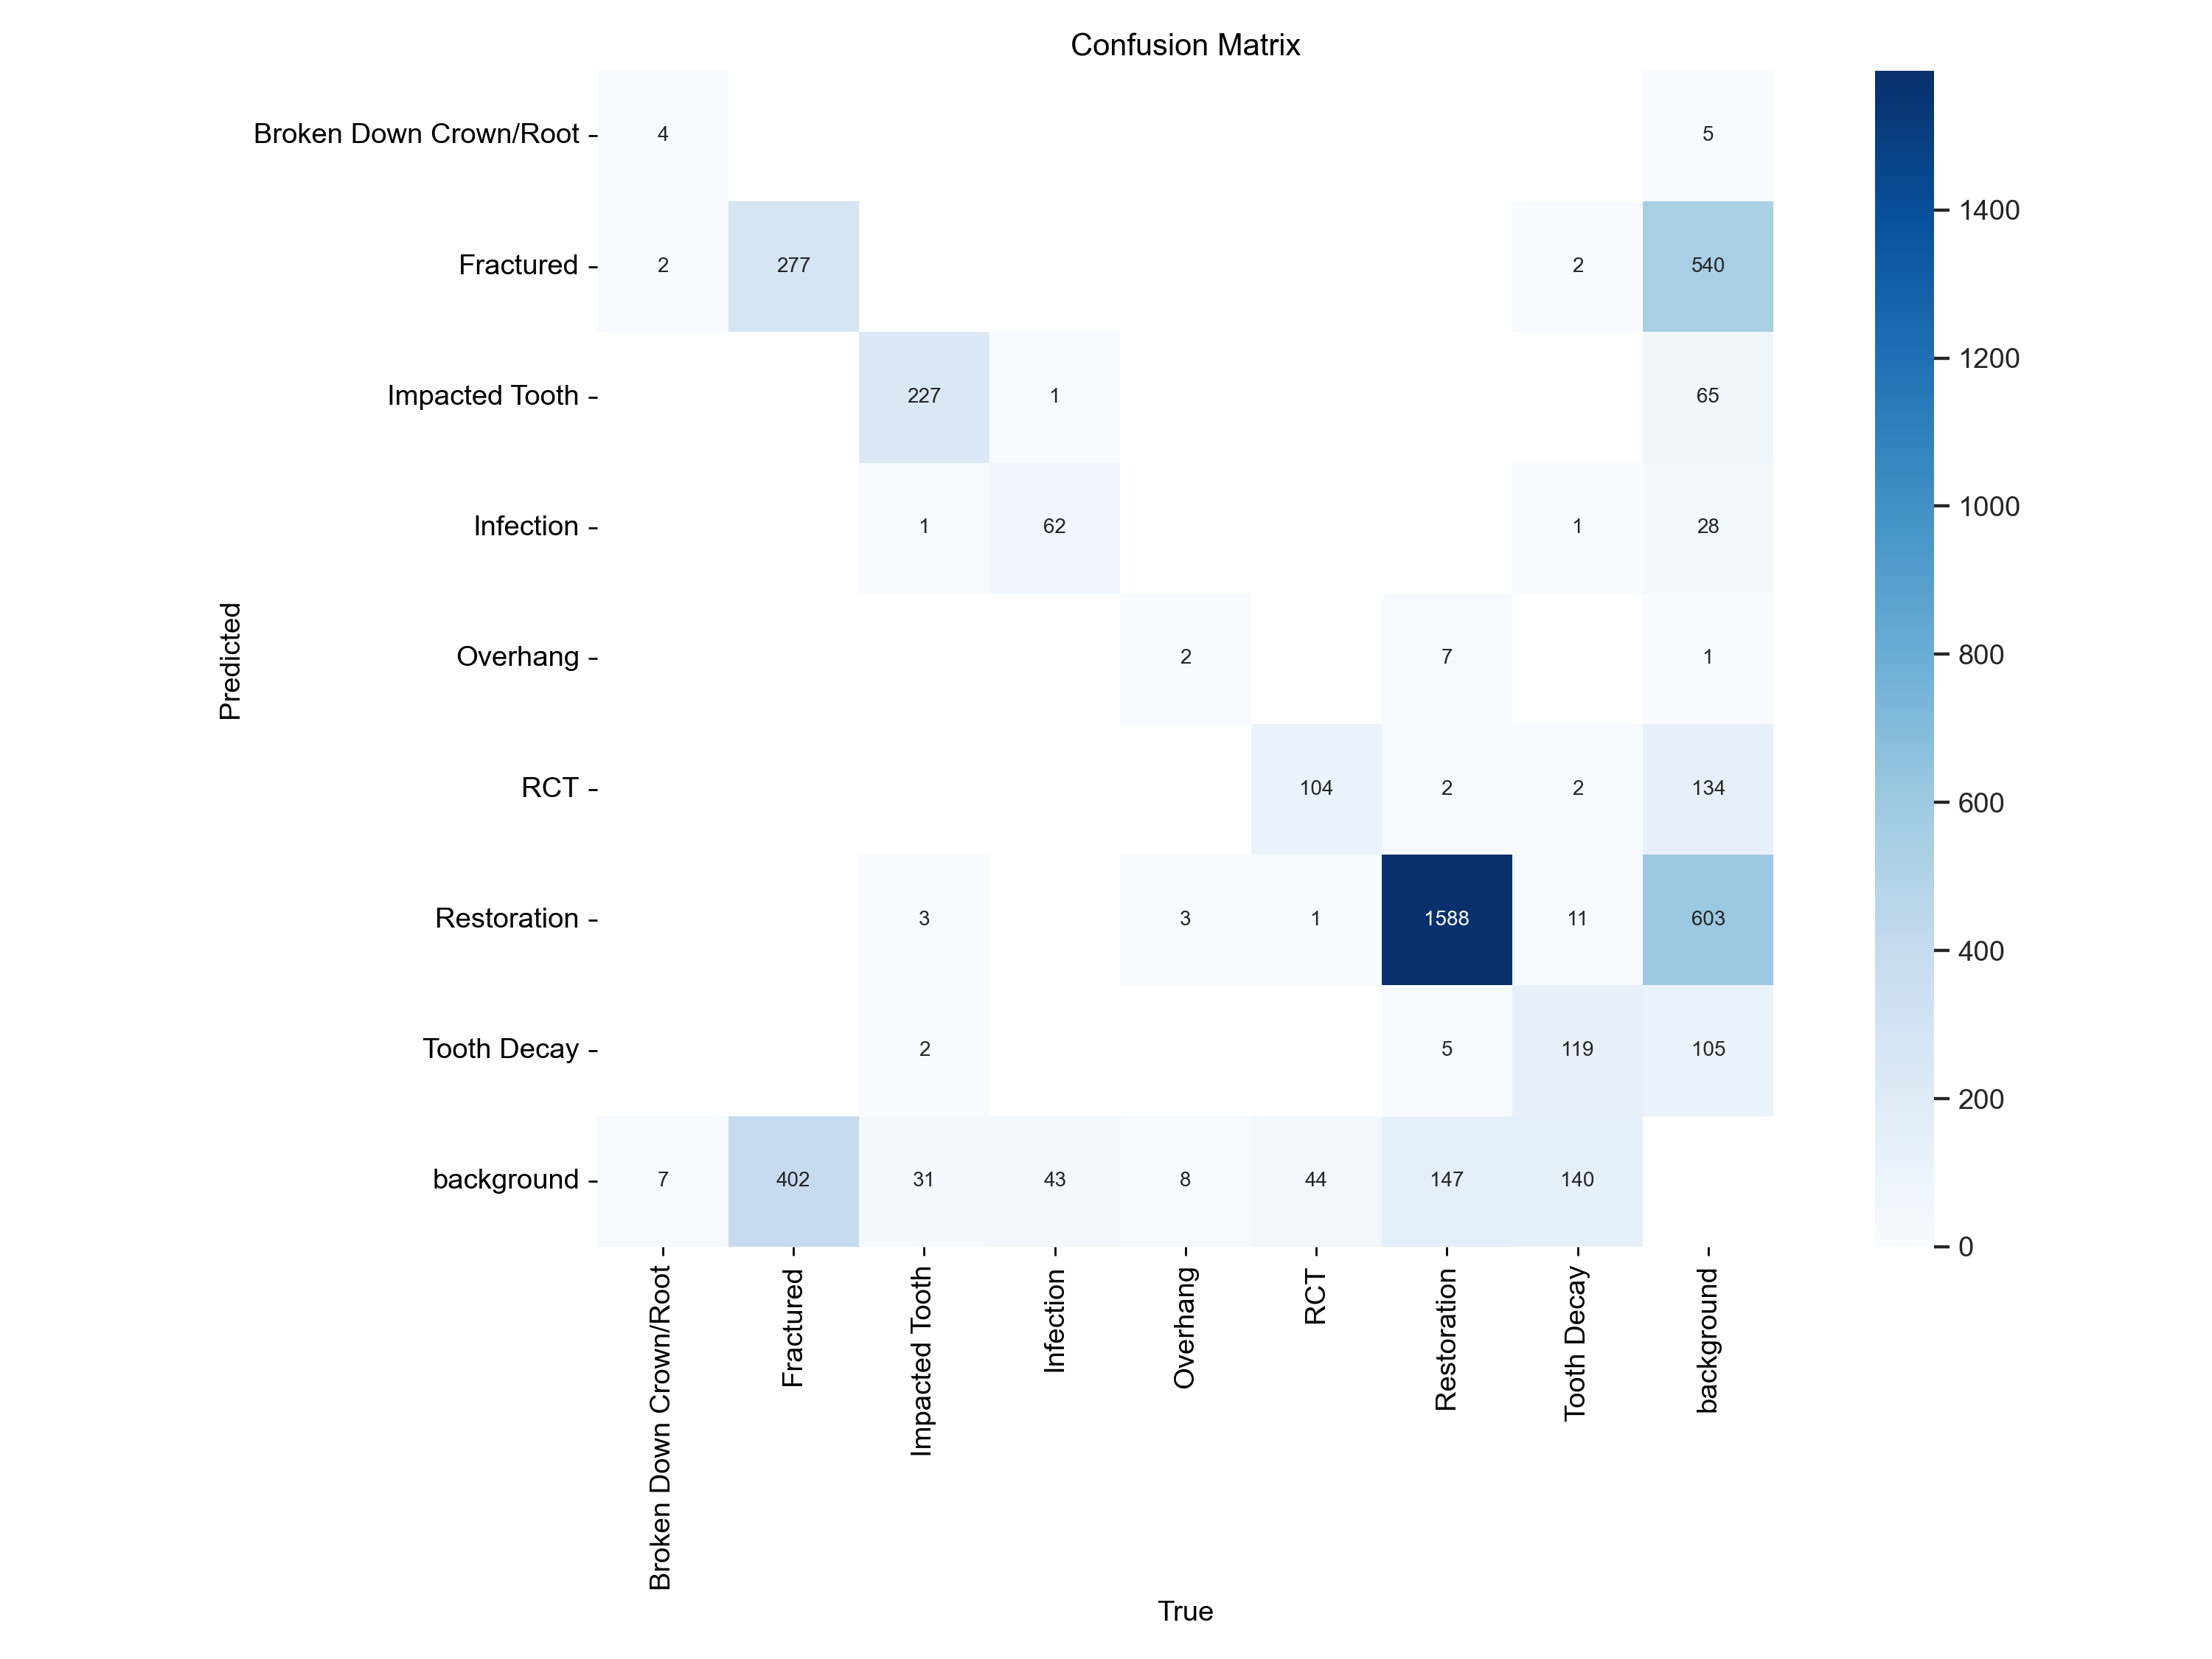 Confusion Matrix
Broken Down Crown/Root 4 5
Fractured 2 277 2 540
Impacted Tooth 227 1 65
Infection 1 62 1 28
Overhang 2 7 1
RCT 104 2 2 134
Restoration 3 3 1 1588 11 603
Tooth Decay 2 5 119 105
background 7 402 31 43 8 44 147 140
Predicted
Broken Down Crown/Root
Fractured
Impacted Tooth
Infection
Overhang
RCT
Restoration
Tooth Decay
background
True
1400
1200
1000
800
600
400
200
0